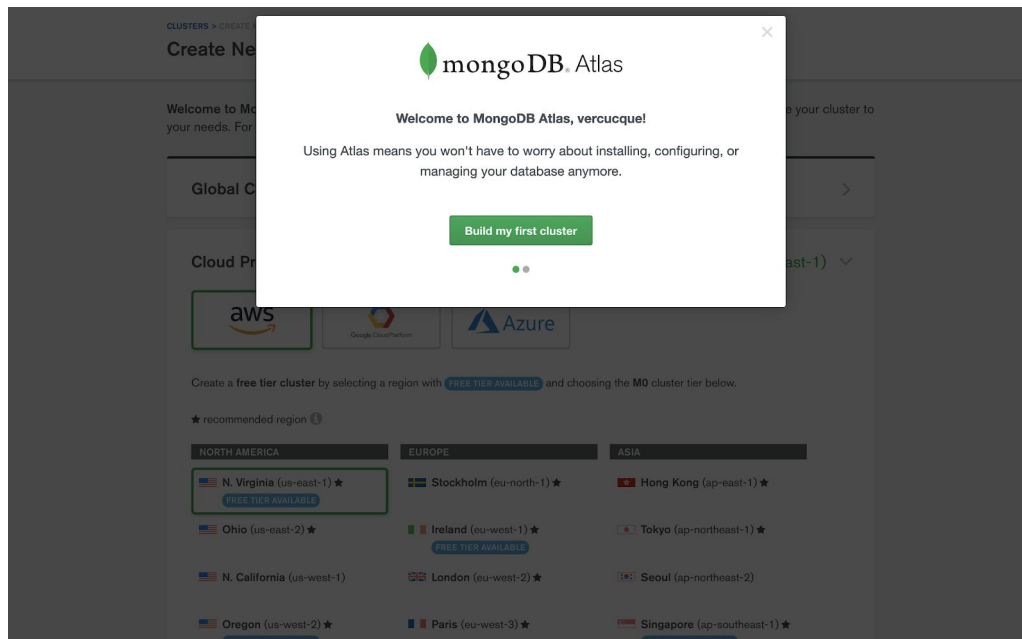 CLUSTERS > CREATE
Create Ne
mongoDB. Atlas
Welcome to Mo
e your cluster to
your needs. For
Welcome to MongoDB Atlas, vercucque!
Using Atlas means you won't have to worry about installing, configuring, or
managing your database anymore.
Global C
Build my first cluster
Cloud Pr
ast-1)
aws
Google Cloud Platform
Azure
Create a free tier cluster by selecting a region with FREE TIER AVAILABLE and choosing the M0 cluster tier below.
★ recommended region
NORTH AMERICA EUROPE ASIA
N. Virginia (us-east-1) ★ Stockholm (eu-north-1) ★ Hong Kong (ap-east-1) ★
FREE TIER AVAILABLE
Ohio (us-east-2) ★ Ireland (eu-west-1) ★ Tokyo (ap-northeast-1) ★
FREE TIER AVAILABLE
N. California (us-west-1) London (eu-west-2) ★ Seoul (ap-northeast-2)
Oregon (us-west-2) ★ Paris (eu-west-3) ★ Singapore (ap-southeast-1) ★